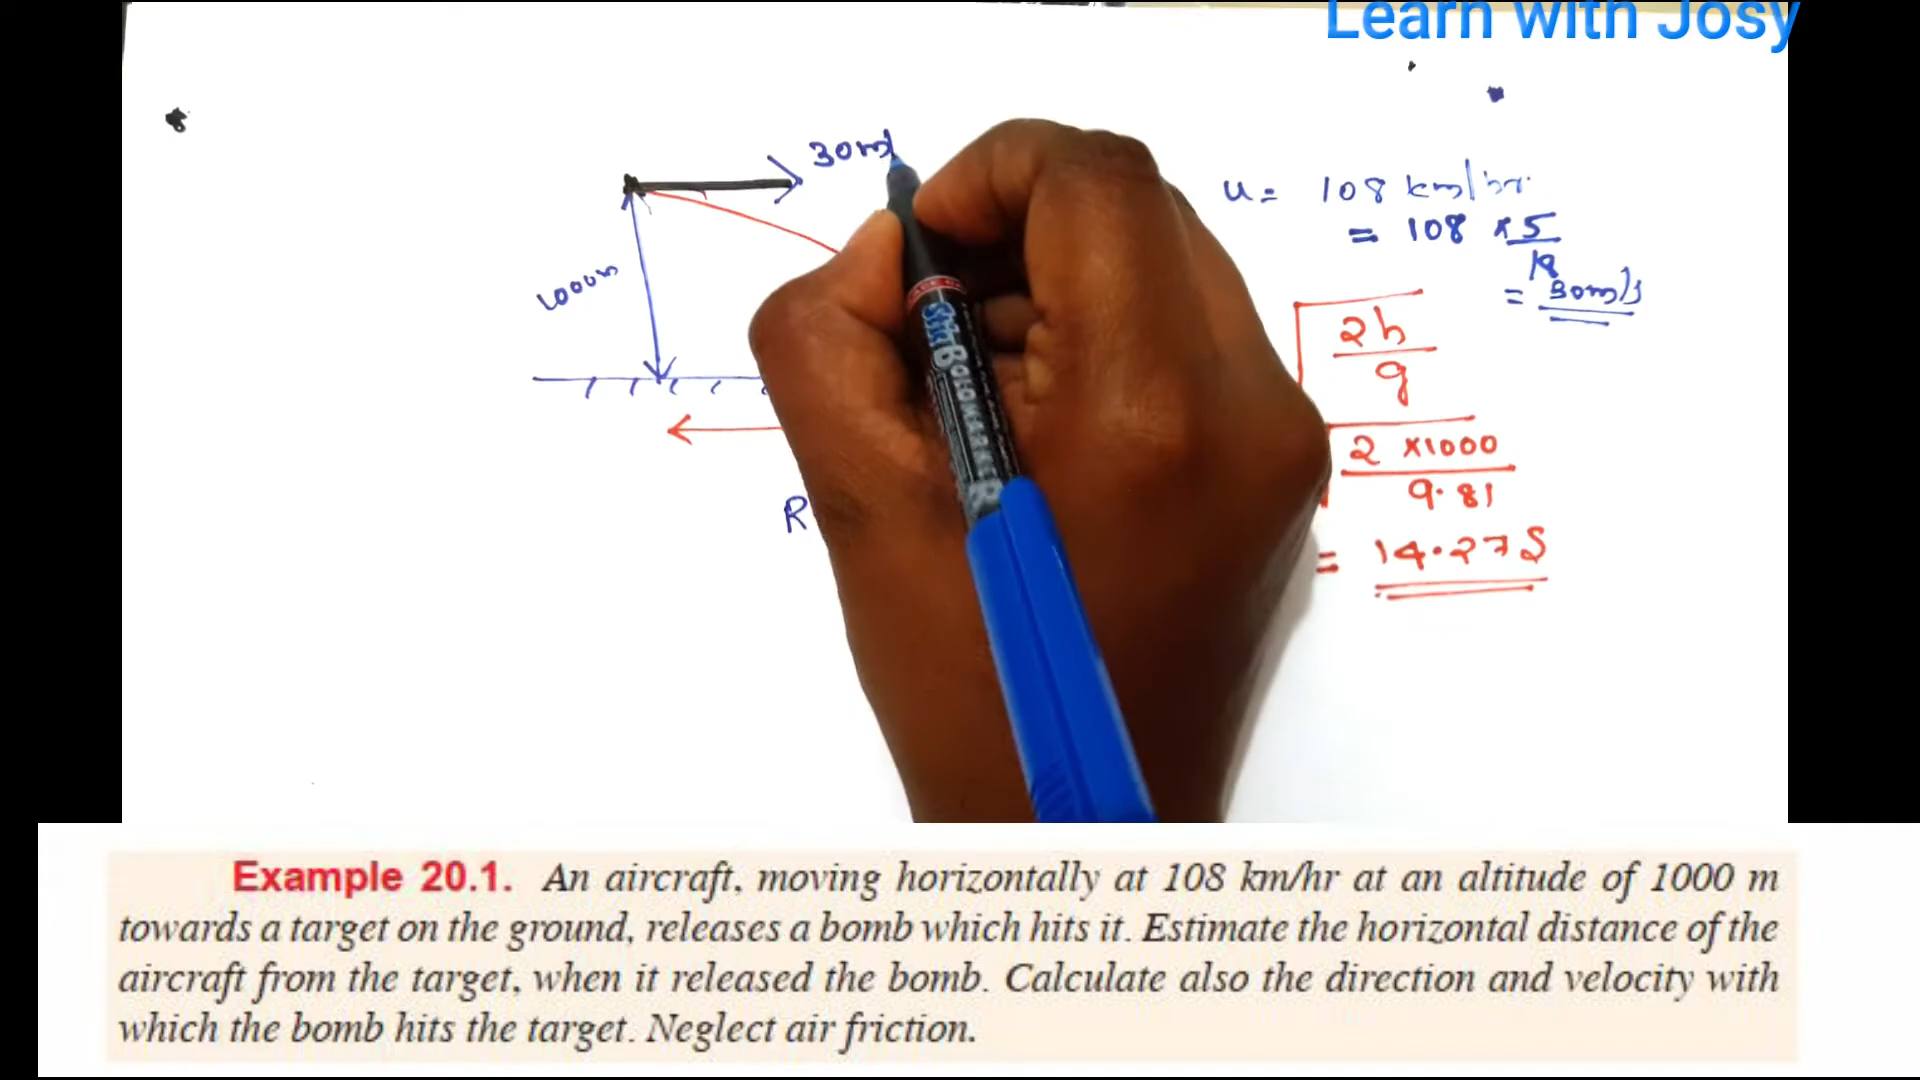 Learn with Josy
30m/
u = 108 km/hr
= 108 × 5
18
= 30m/s
1000m
2h
g
2 ×1000
9.81
R
= 14.27 S
Stic BOLDMARKER
Example 20.1. An aircraft, moving horizontally at 108 km/hr at an altitude of 1000 m
towards a target on the ground, releases a bomb which hits it. Estimate the horizontal distance of the
aircraft from the target, when it released the bomb. Calculate also the direction and velocity with
which the bomb hits the target. Neglect air friction.